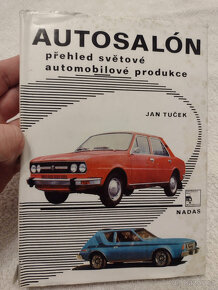 AUTOSALÓN
přehled světové
automobilové produkce
JAN TUČEK
NADAS